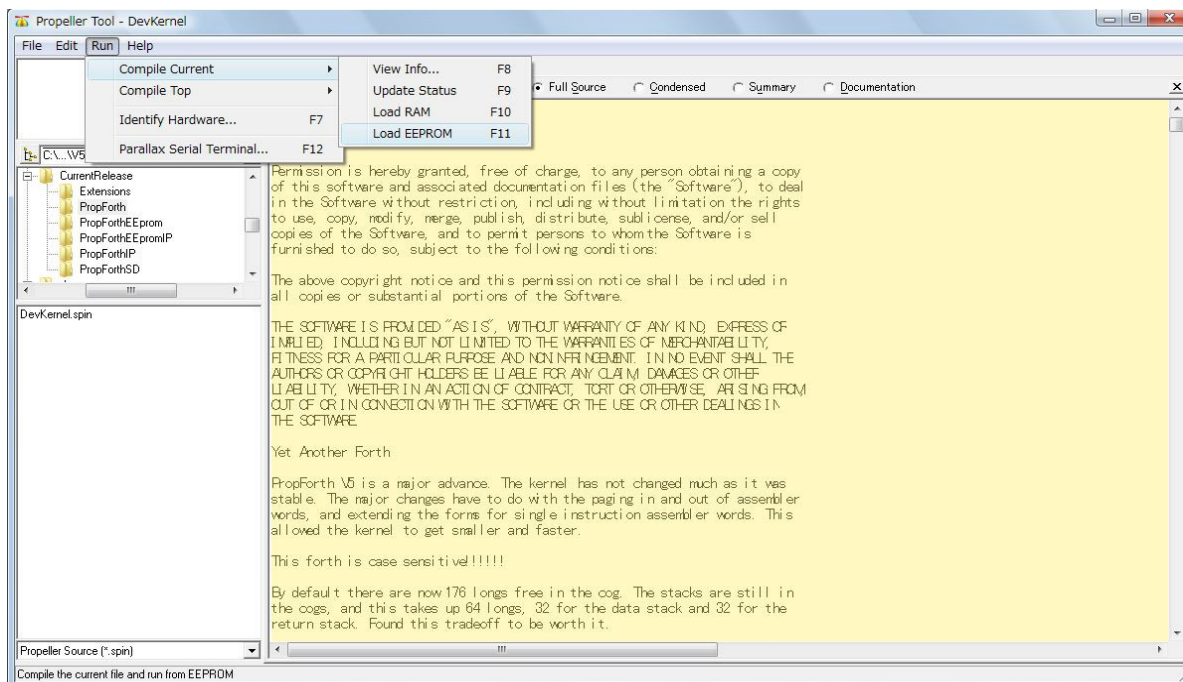 Propeller Tool - DevKernel
File Edit Run Help
Compile Current
Compile Top
Identify Hardware... F7
Parallax Serial Terminal... F12
View Info... F8
Update Status F9
Load RAM F10
Load EEPROM F11
Full Source Condensed Summary Documentation
C:\...\V5
CurrentRelease
Extensions
PropForth
PropForthEEprom
PropForthEEpromIP
PropForthIP
PropForthSD
DevKernel.spin
Permission is hereby granted, free of charge, to any person obtaining a copy
of this software and associated documentation files (the "Software"), to deal
in the Software without restriction, including without limitation the rights
to use, copy, modify, merge, publish, distribute, sublicense, and/or sell
copies of the Software, and to permit persons to whom the Software is
furnished to do so, subject to the following conditions:
The above copyright notice and this permission notice shall be included in
all copies or substantial portions of the Software.
THE SOFTWARE IS PROVIDED "AS IS", WITHOUT WARRANTY OF ANY KIND, EXPRESS OR
IMPLIED, INCLUDING BUT NOT LIMITED TO THE WARRANTIES OF MERCHANTABILITY,
FITNESS FOR A PARTICULAR PURPOSE AND NONINFRINGEMENT. IN NO EVENT SHALL THE
AUTHORS OR COPYRIGHT HOLDERS BE LIABLE FOR ANY CLAIM, DAMAGES OR OTHER
LIABILITY, WHETHER IN AN ACTION OF CONTRACT, TORT OR OTHERWISE, ARISING FROM,
OUT OF OR IN CONNECTION WITH THE SOFTWARE OR THE USE OR OTHER DEALINGS IN
THE SOFTWARE.
Yet Another Forth
PropForth V5 is a major advance. The kernel has not changed much as it was
stable. The major changes have to do with the paging in and out of assembler
words, and extending the forms for single instruction assembler words. This
allowed the kernel to get smaller and faster.
This forth is case sensitive!!!!!!
By default there are now 176 longs free in the cog. The stacks are still in
the cogs, and this takes up 64 longs, 32 for the data stack and 32 for the
return stack. Found this tradeoff to be worth it.
Propeller Source (*.spin)
Compile the current file and run from EEPROM